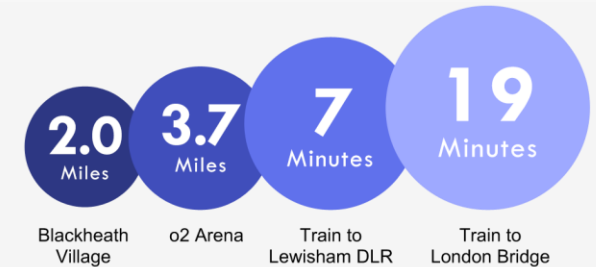 2.0
Miles
3.7
Miles
7
Minutes
19
Minutes
Blackheath
Village
o2 Arena
Train to
Lewisham DLR
Train to
London Bridge